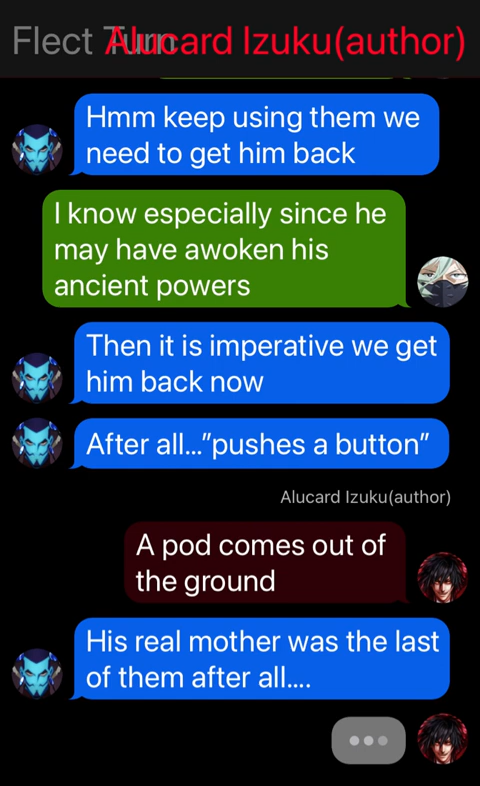 Flect Turn Alucard Izuku(author)
Hmm keep using them we
need to get him back
I know especially since he
may have awoken his
ancient powers
Then it is imperative we get
him back now
After all..."pushes a button"
Alucard Izuku(author)
A pod comes out of
the ground
His real mother was the last
of them after all....